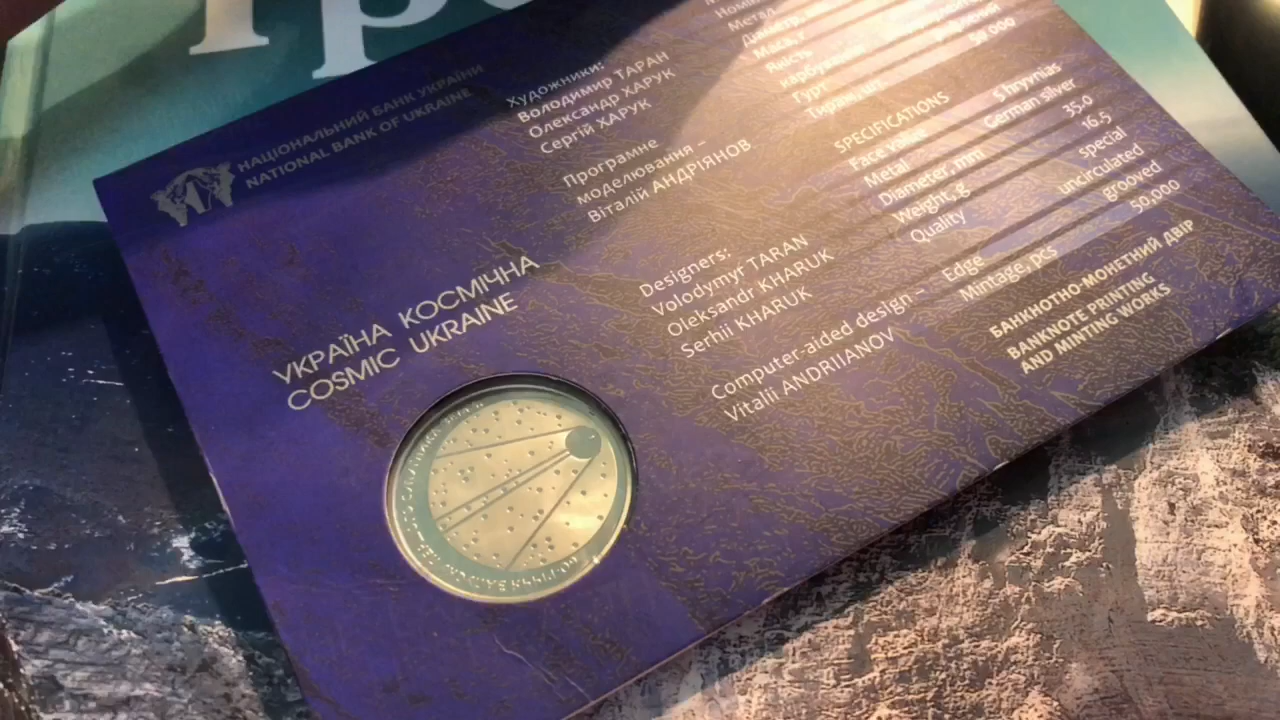 НАЦІОНАЛЬНИЙ БАНК УКРАЇНИ
NATIONAL BANK OF UKRAINE
УКРАЇНА КОСМІЧНА
COSMIC UKRAINE
Художники:
Володимир ТАРАН
Олександр ХАРУК
Сергій ХАРУК
Програмне
моделювання –
Віталій АНДРІЯНОВ
Designers:
Volodymyr TARAN
Oleksandr KHARUK
Serhii KHARUK
Computer-aided design –
Vitalii ANDRIIANOV
Метал
Діаметр,
Маса, г
Якість
карбування
Гурт
Тираж, шт.
50 000
SPECIFICATIONS
Face value 5 hryvnias
Metal German silver
Diameter, mm 35.0
Weight, g 16.5
Quality special
uncirculated
Edge grooved
Mintage, pcs 50,000
БАНКНОТНО-МОНЕТНИЙ ДВІР
BANKNOTE PRINTING
AND MINTING WORKS